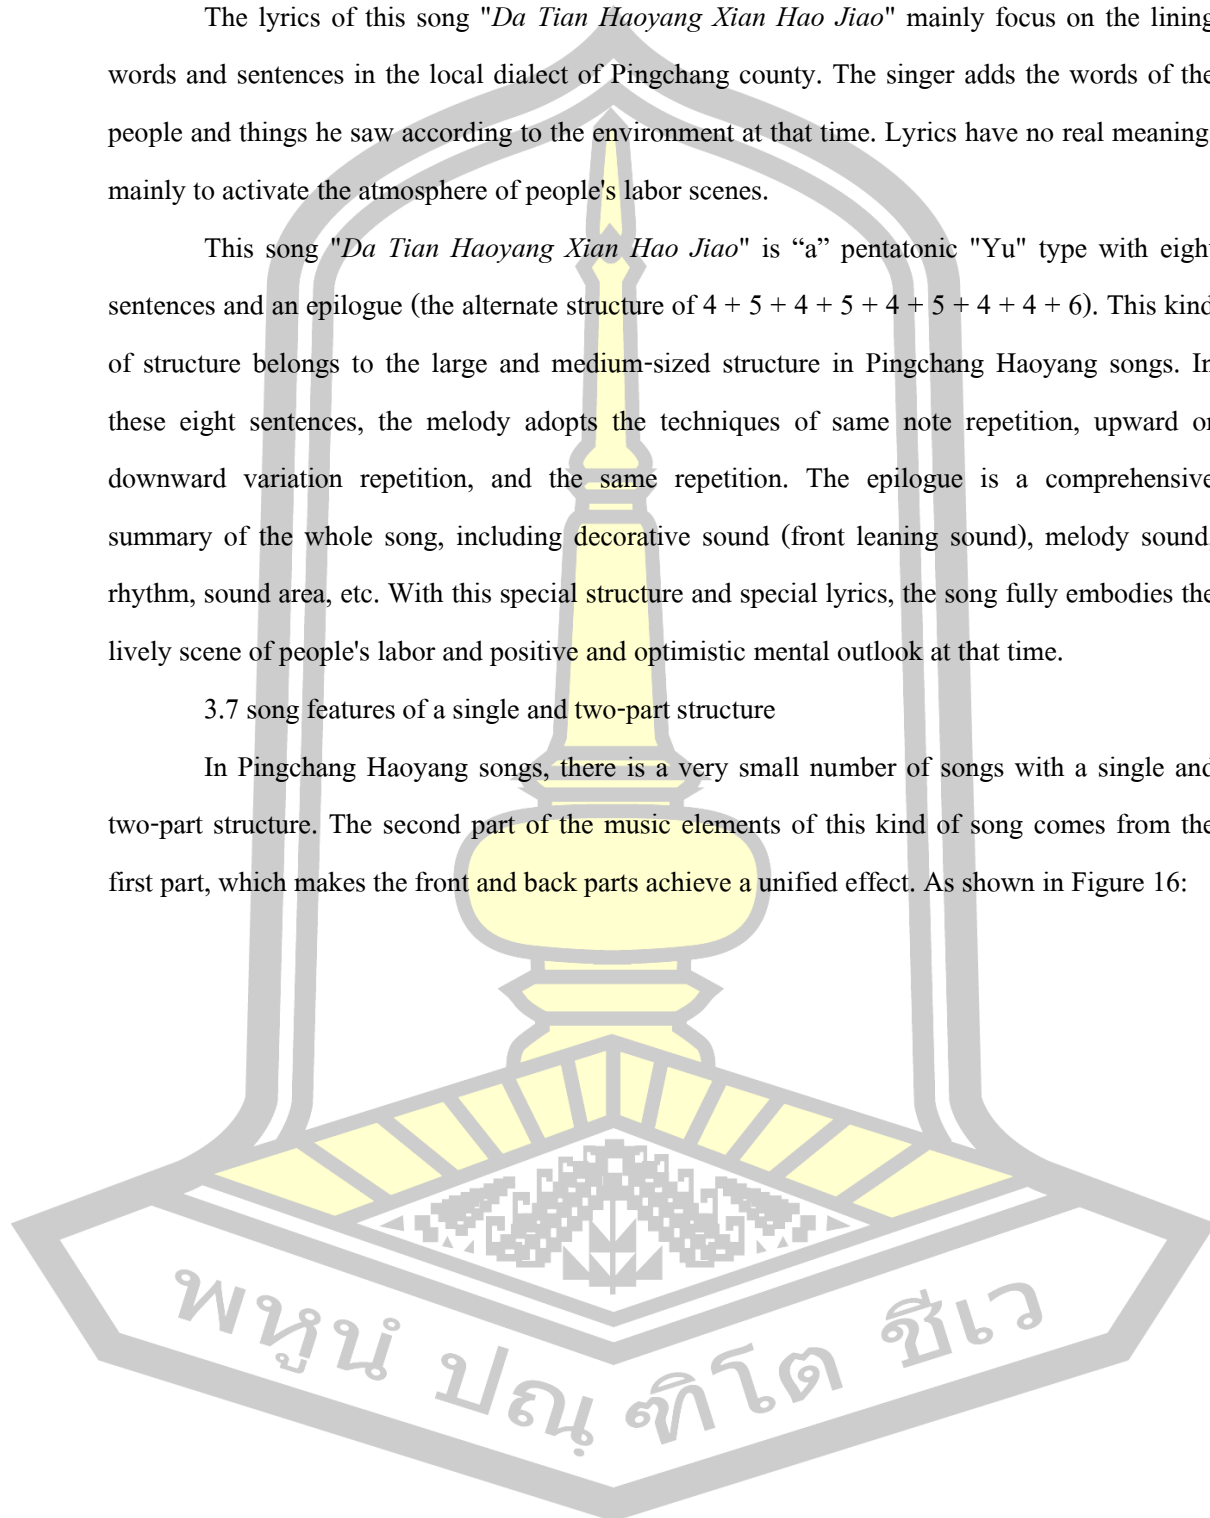 The lyrics of this song "Da Tian Haoyang Xian Hao Jiao" mainly focus on the lining
words and sentences in the local dialect of Pingchang county. The singer adds the words of the
people and things he saw according to the environment at that time. Lyrics have no real meaning
mainly to activate the atmosphere of people's labor scenes.
This song "Da Tian Haoyang Xian Hao Jiao" is “a” pentatonic "Yu" type with eight
sentences and an epilogue (the alternate structure of 4 + 5 + 4 + 5 + 4 + 5 + 4 + 4 + 6). This kind
of structure belongs to the large and medium-sized structure in Pingchang Haoyang songs. In
these eight sentences, the melody adopts the techniques of same note repetition, upward or
downward variation repetition, and the same repetition. The epilogue is a comprehensive
summary of the whole song, including decorative sound (front leaning sound), melody sound,
rhythm, sound area, etc. With this special structure and special lyrics, the song fully embodies the
lively scene of people's labor and positive and optimistic mental outlook at that time.
3.7 song features of a single and two-part structure
In Pingchang Haoyang songs, there is a very small number of songs with a single and
two-part structure. The second part of the music elements of this kind of song comes from the
first part, which makes the front and back parts achieve a unified effect. As shown in Figure 16:
พหูนํ ปณฺฑิโต ชีเว